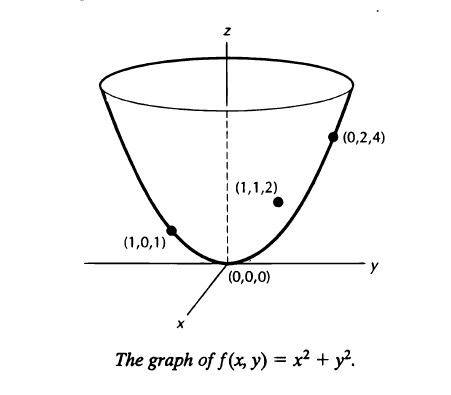 z
(0,2,4)
(1,1,2)
(1,0,1)
y
(0,0,0)
x
The graph of f(x, y) = x² + y².